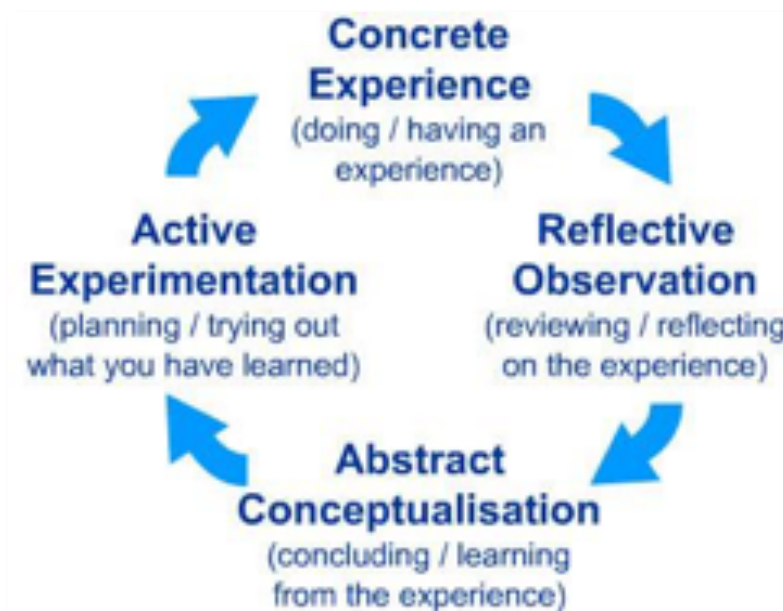 Concrete
Experience
(doing / having an
experience)
Active
Experimentation
(planning / trying out
what you have learned)
Reflective
Observation
(reviewing / reflecting
on the experience)
Abstract
Conceptualisation
(concluding / learning
from the experience)